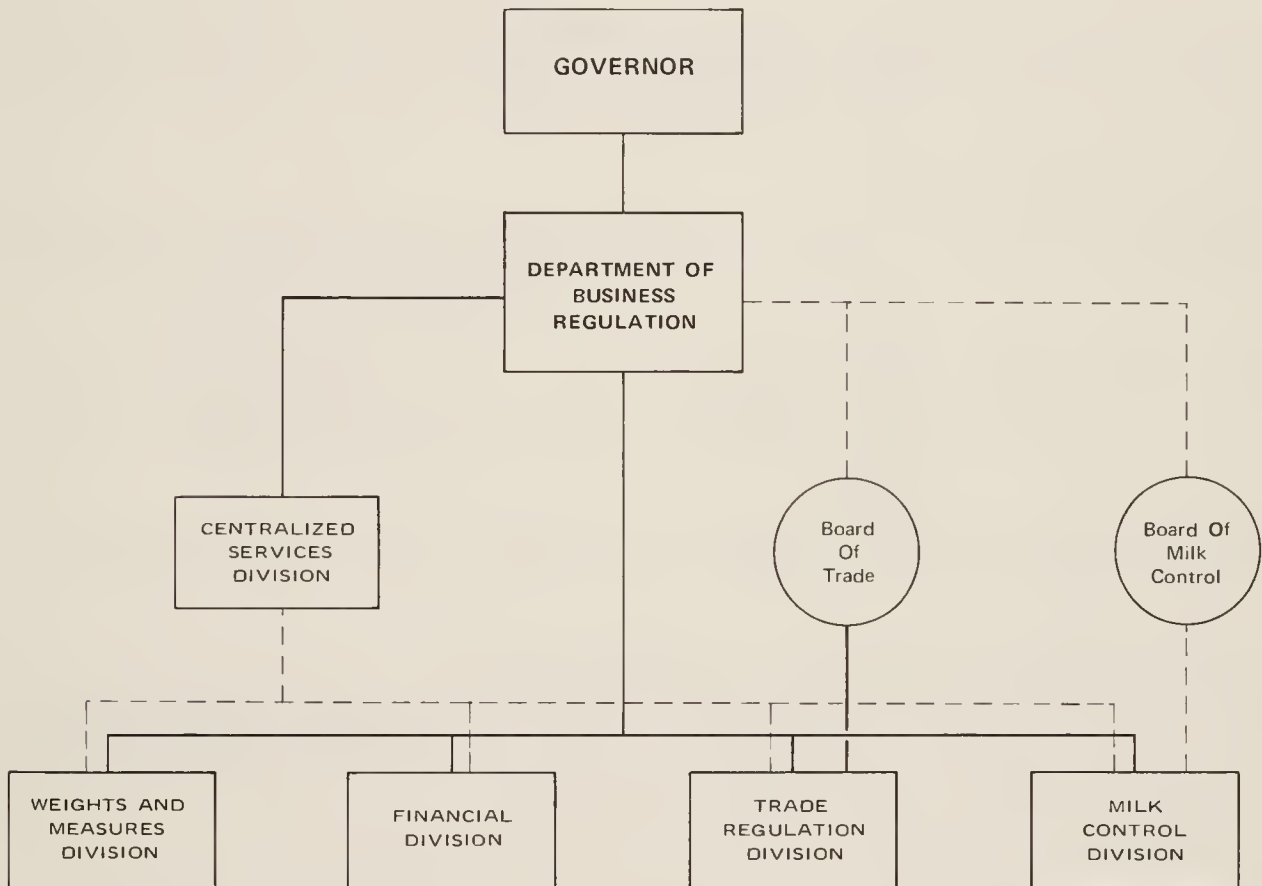 GOVERNOR
DEPARTMENT OF
BUSINESS
REGULATION
CENTRALIZED
SERVICES
DIVISION
Board
Of
Trade
Board Of
Milk
Control
WEIGHTS AND
MEASURES
DIVISION
FINANCIAL
DIVISION
TRADE
REGULATION
DIVISION
MILK
CONTROL
DIVISION